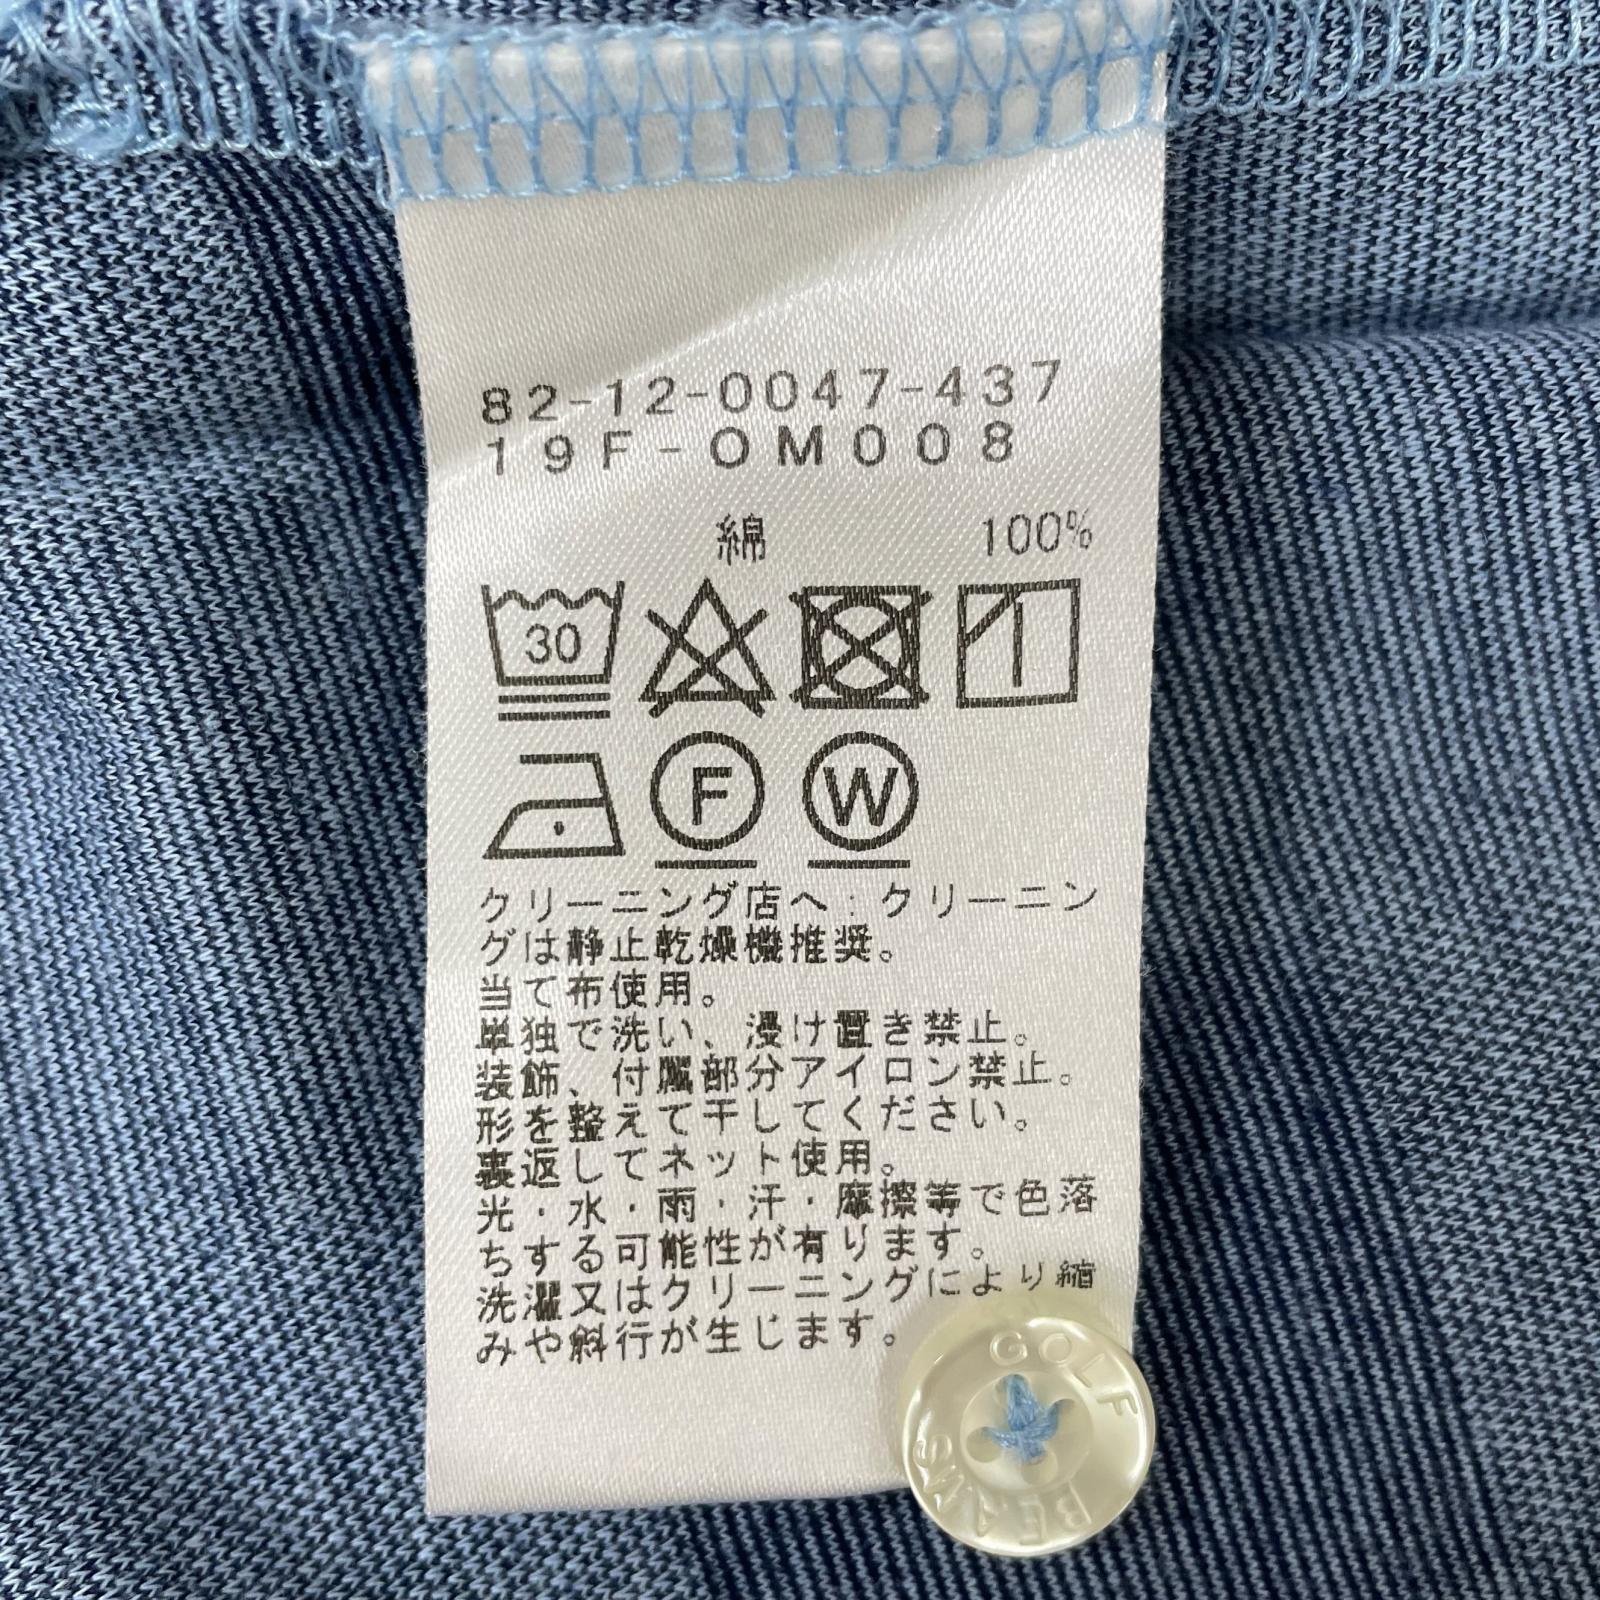 82-12-0047-437
19F-OM008
綿 100%
30
F W
クリーニング店へ：クリーニン
グは静止乾燥機推奨。
当て布使用。
単独で洗い、浸け置き禁止。
装飾、付属部分アイロン禁止。
形を整えて干してください。
裏返してネット使用。
光・水・雨・汗・摩擦等で色落
ちする可能性が有ります。
洗濯又はクリーニングにより縮
みや斜行が生じます。
GOLF
BEAMS